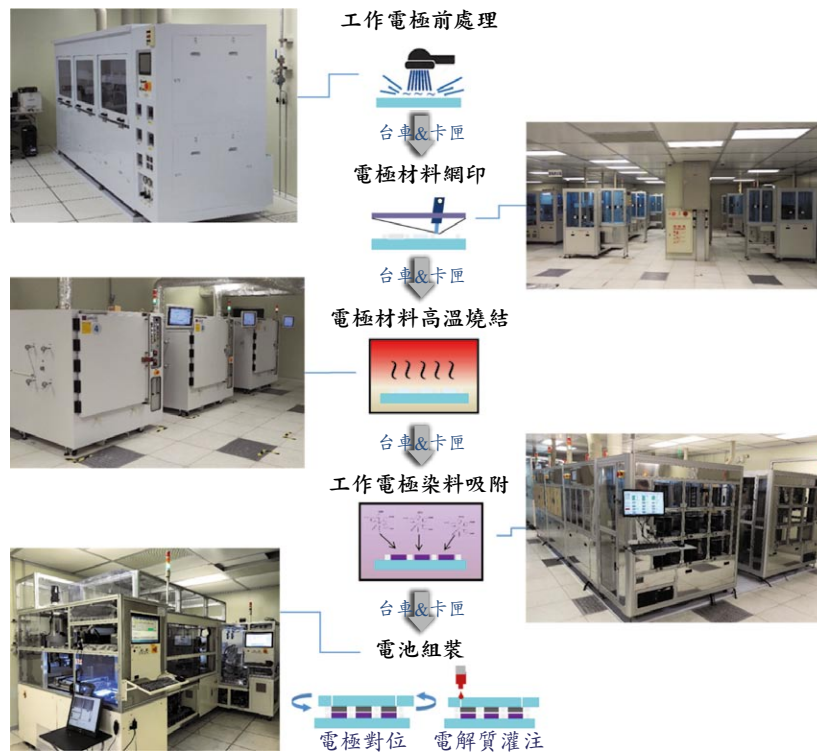 工作電極前處理
台車&卡匣
電極材料網印
台車&卡匣
電極材料高溫燒結
台車&卡匣
工作電極染料吸附
台車&卡匣
電池組裝
電極對位
電解質灌注